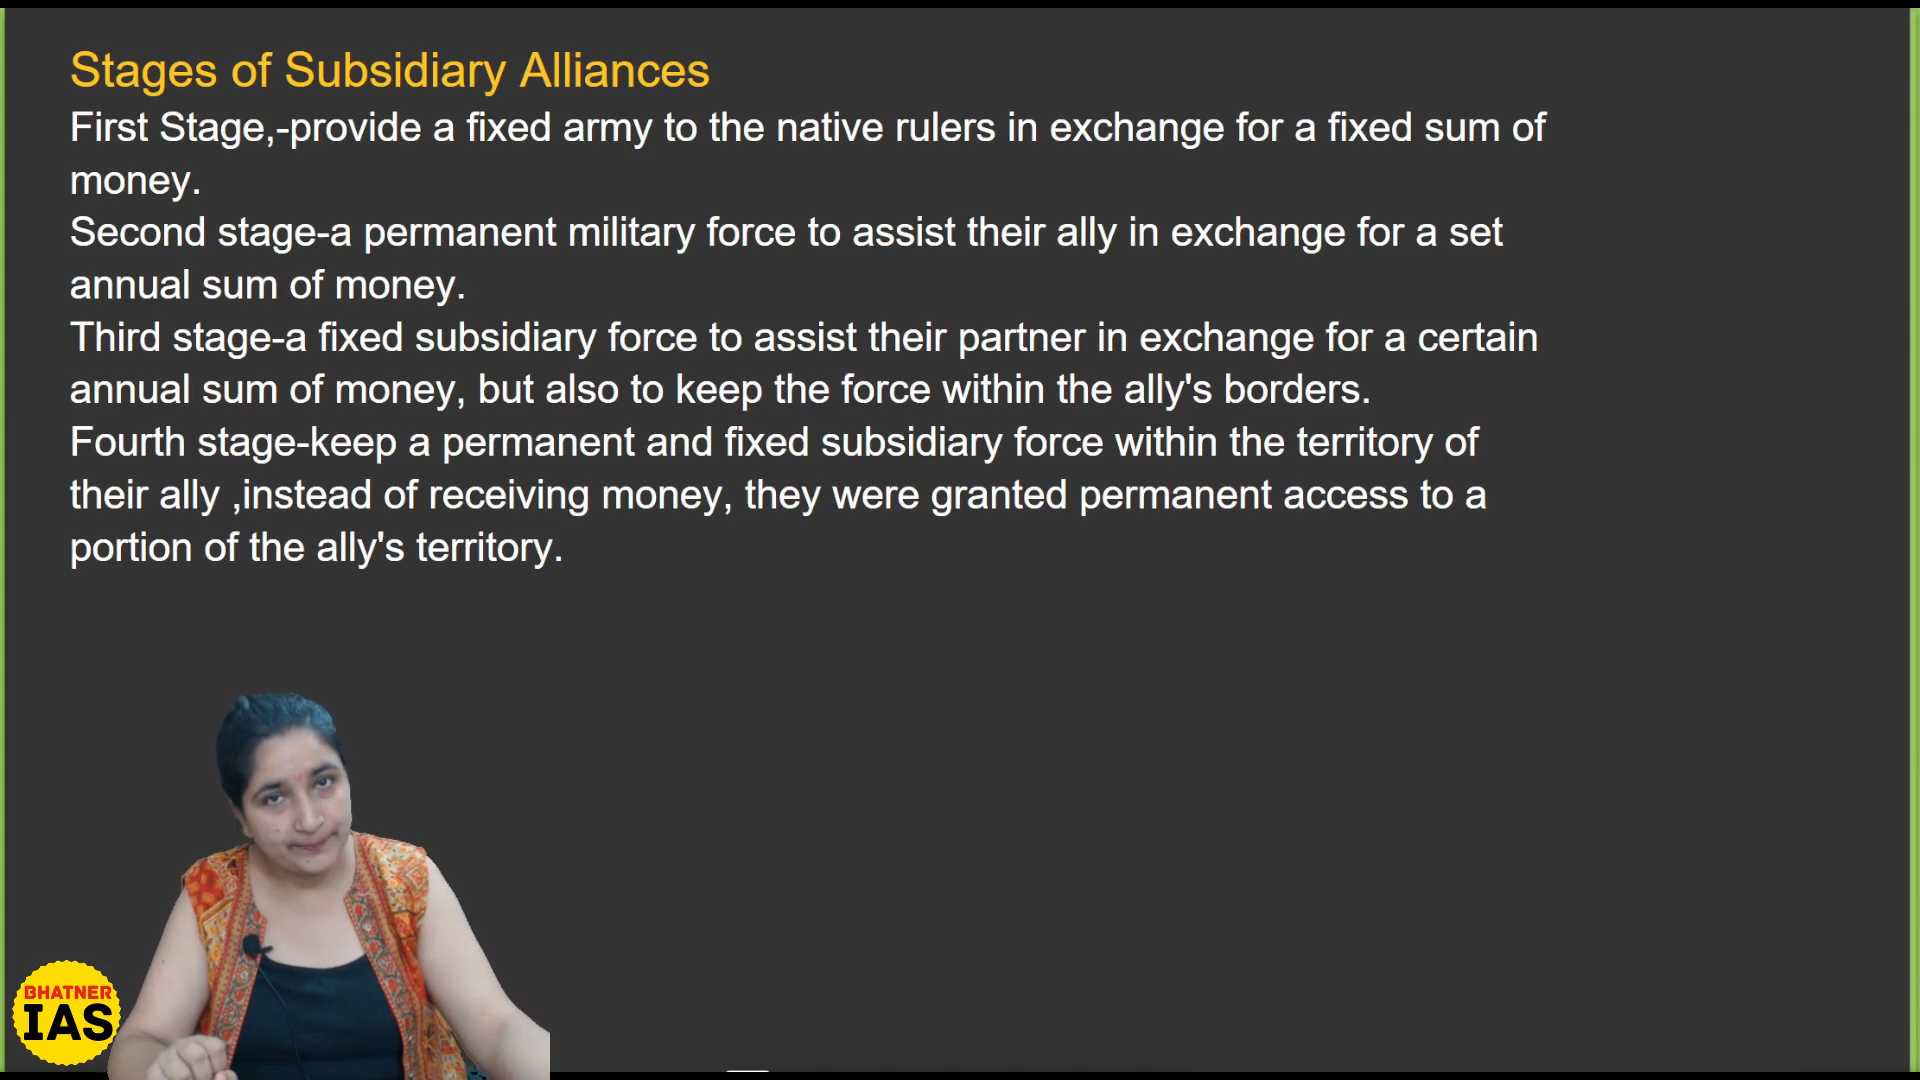 Stages of Subsidiary Alliances
First Stage,-provide a fixed army to the native rulers in exchange for a fixed sum of
money.
Second stage-a permanent military force to assist their ally in exchange for a set
annual sum of money.
Third stage-a fixed subsidiary force to assist their partner in exchange for a certain
annual sum of money, but also to keep the force within the ally's borders.
Fourth stage-keep a permanent and fixed subsidiary force within the territory of
their ally ,instead of receiving money, they were granted permanent access to a
portion of the ally's territory.
BHATNER
IAS